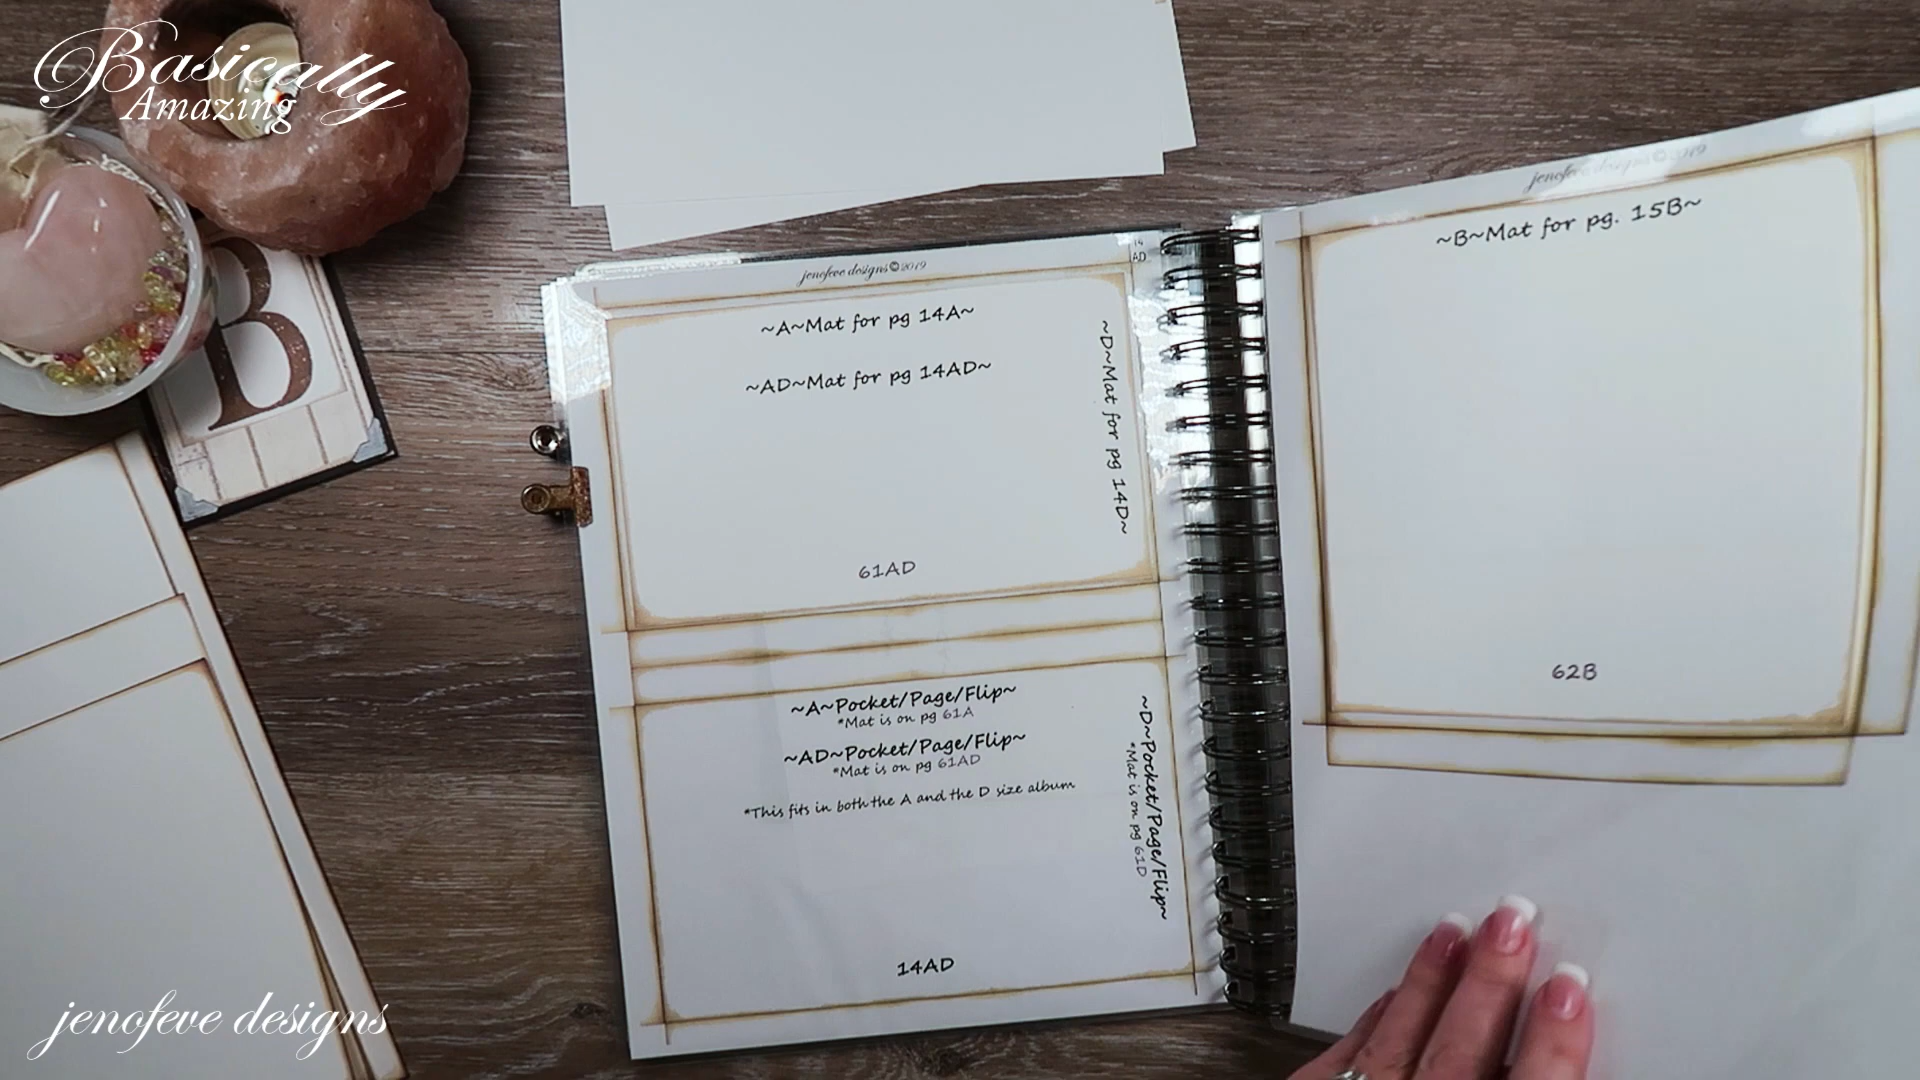 Basically
Amazing
B
jenofeve designs©2019
14
AD
~A~Mat for pg 14A~
~AD~Mat for pg 14AD~
~D~Mat for pg 14D~
61AD
~A~Pocket/Page/Flip~
*Mat is on pg 61A
~AD~Pocket/Page/Flip~
*Mat is on pg 61AD
*This fits in both the A and the D size album
~D~Pocket/Page/Flip~
*Mat is on pg 61D
14AD
jenofeve designs©2019
~B~Mat for pg. 15B~
62B
jenofeve designs